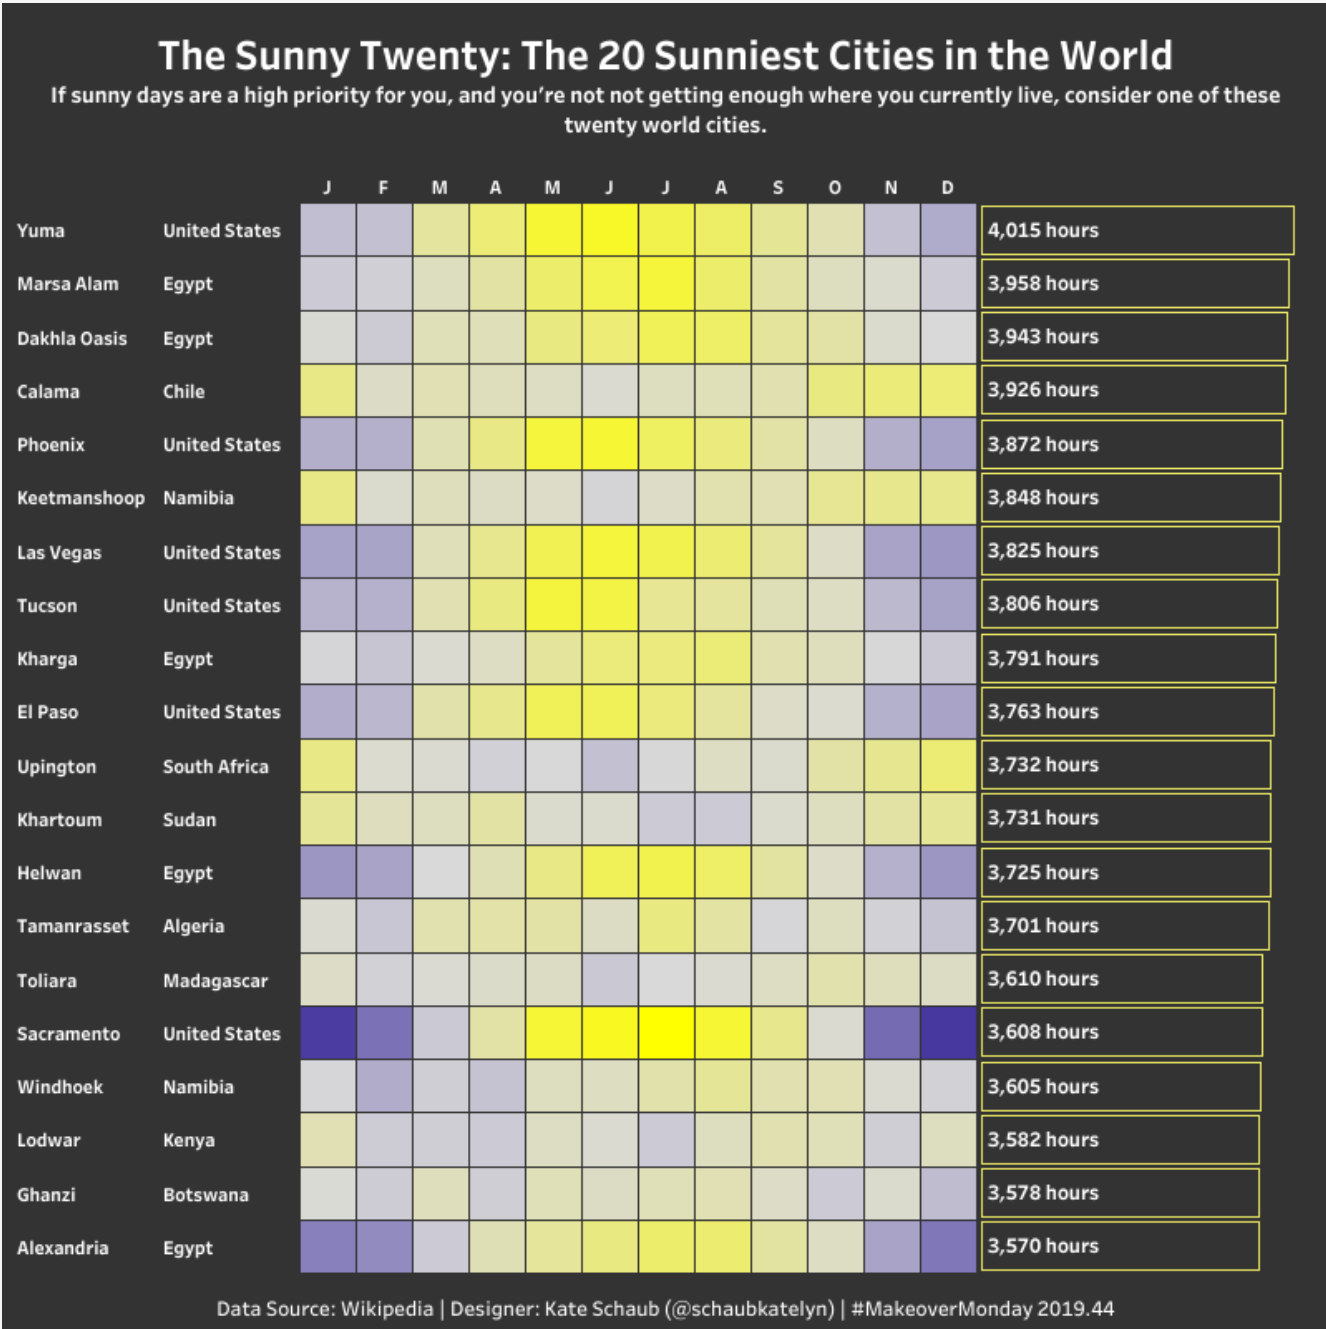 The Sunny Twenty: The 20 Sunniest Cities in the World
If sunny days are a high priority for you, and you're not not getting enough where you currently live, consider one of these
twenty world cities.
J F M A M J J A S O N D
Yuma United States 4,015 hours
Marsa Alam Egypt 3,958 hours
Dakhla Oasis Egypt 3,943 hours
Calama Chile 3,926 hours
Phoenix United States 3,872 hours
Keetmanshoop Namibia 3,848 hours
Las Vegas United States 3,825 hours
Tucson United States 3,806 hours
Kharga Egypt 3,791 hours
El Paso United States 3,763 hours
Upington South Africa 3,732 hours
Khartoum Sudan 3,731 hours
Helwan Egypt 3,725 hours
Tamanrasset Algeria 3,701 hours
Toliara Madagascar 3,610 hours
Sacramento United States 3,608 hours
Windhoek Namibia 3,605 hours
Lodwar Kenya 3,582 hours
Ghanzi Botswana 3,578 hours
Alexandria Egypt 3,570 hours
Data Source: Wikipedia | Designer: Kate Schaub (@schaubkatelyn) | #MakeoverMonday 2019.44